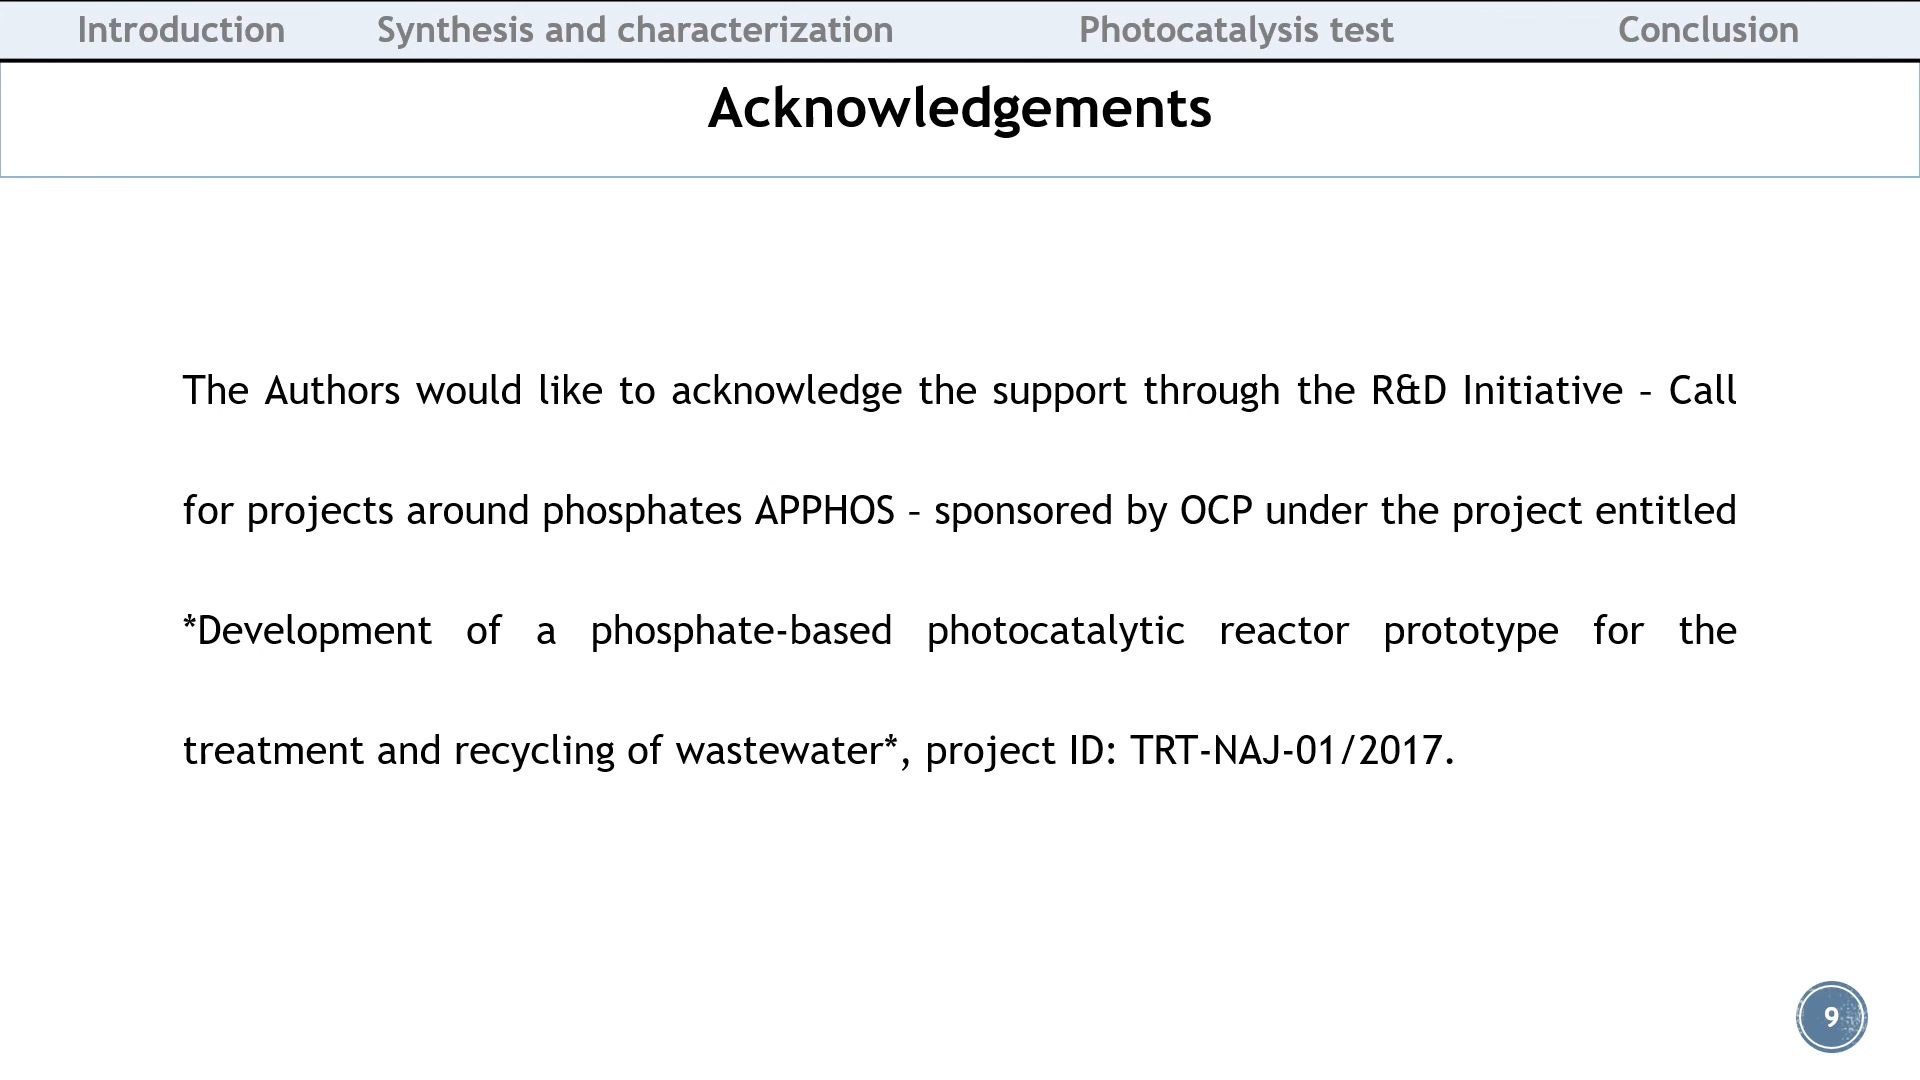 Introduction Synthesis and characterization Photocatalysis test Conclusion
Acknowledgements
The Authors would like to acknowledge the support through the R&D Initiative – Call
for projects around phosphates APPHOS – sponsored by OCP under the project entitled
*Development of a phosphate-based photocatalytic reactor prototype for the
treatment and recycling of wastewater*, project ID: TRT-NAJ-01/2017.
9